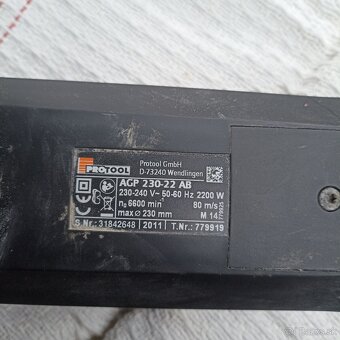 PROTOOL
Protool GmbH
D-73240 Wendlingen
AGP 230-22 AB
230-240 V~ 50-60 Hz 2200 W
n₀ 6600 min⁻¹ 80 m/s
max ∅ 230 mm M 14
S.Nr.: 31842648 | 2011 | T.Nr.: 779919